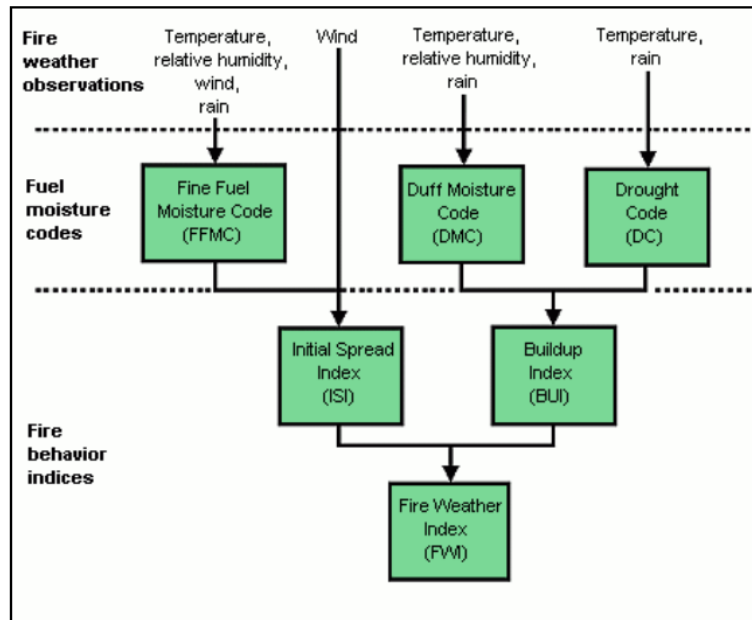 Fire
weather
observations
Temperature,
relative humidity,
wind,
rain
Wind
Temperature,
relative humidity,
rain
Temperature,
rain
Fuel
moisture
codes
Fine Fuel
Moisture Code
(FFMC)
Duff Moisture
Code
(DMC)
Drought
Code
(DC)
Fire
behavior
indices
Initial Spread
Index
(ISI)
Buildup
Index
(BUI)
Fire Weather
Index
(FWI)